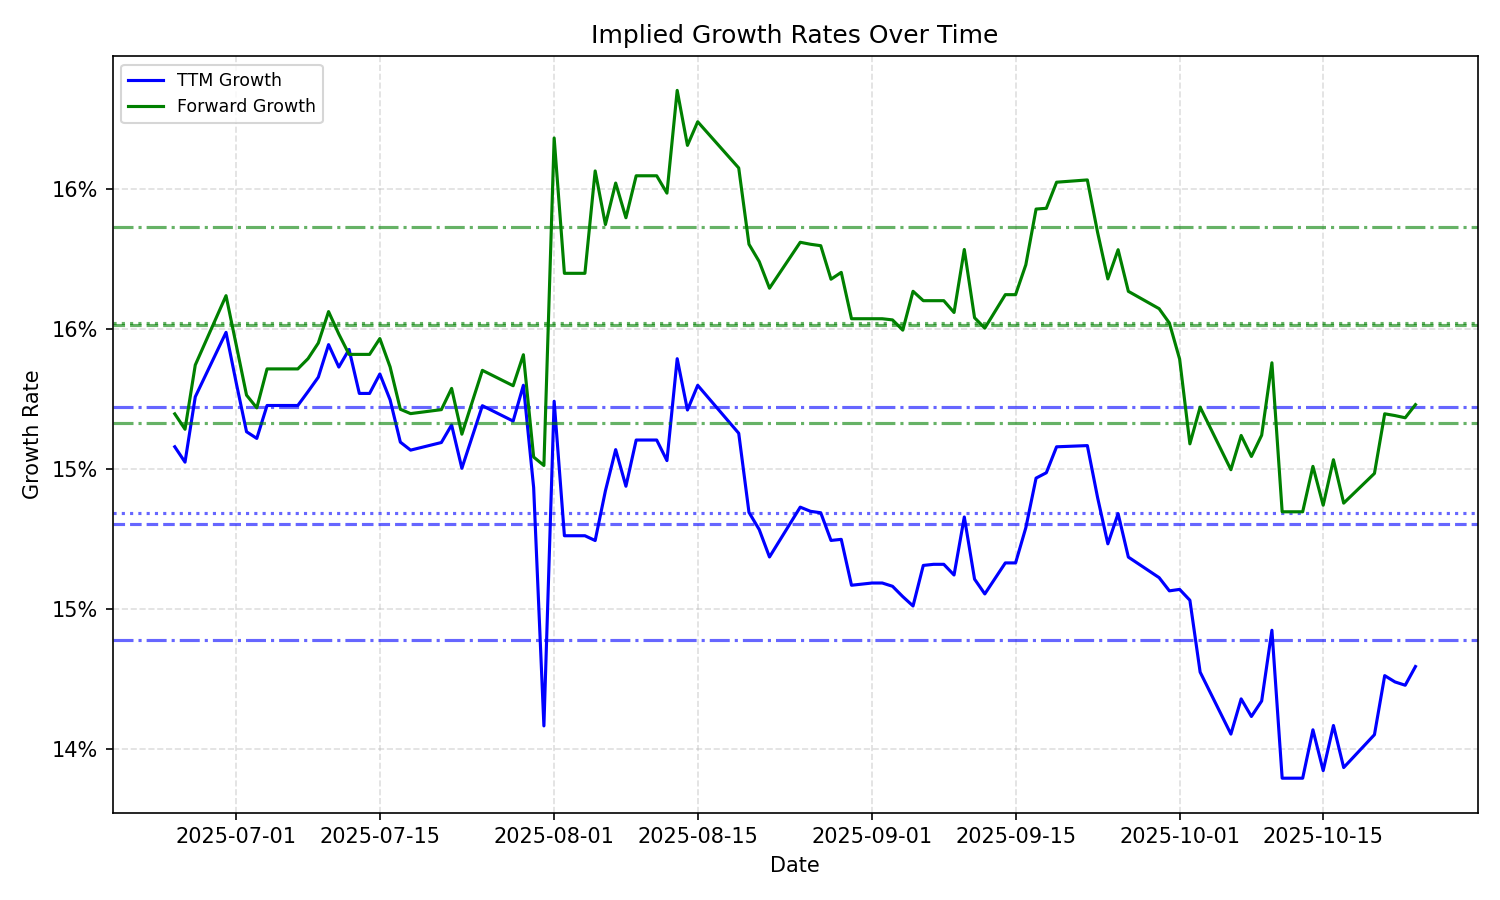 Implied Growth Rates Over Time
TTM Growth
Forward Growth
16%
16%
15%
15%
14%
Growth Rate
2025-07-01
2025-07-15
2025-08-01
2025-08-15
2025-09-01
2025-09-15
2025-10-01
2025-10-15
Date